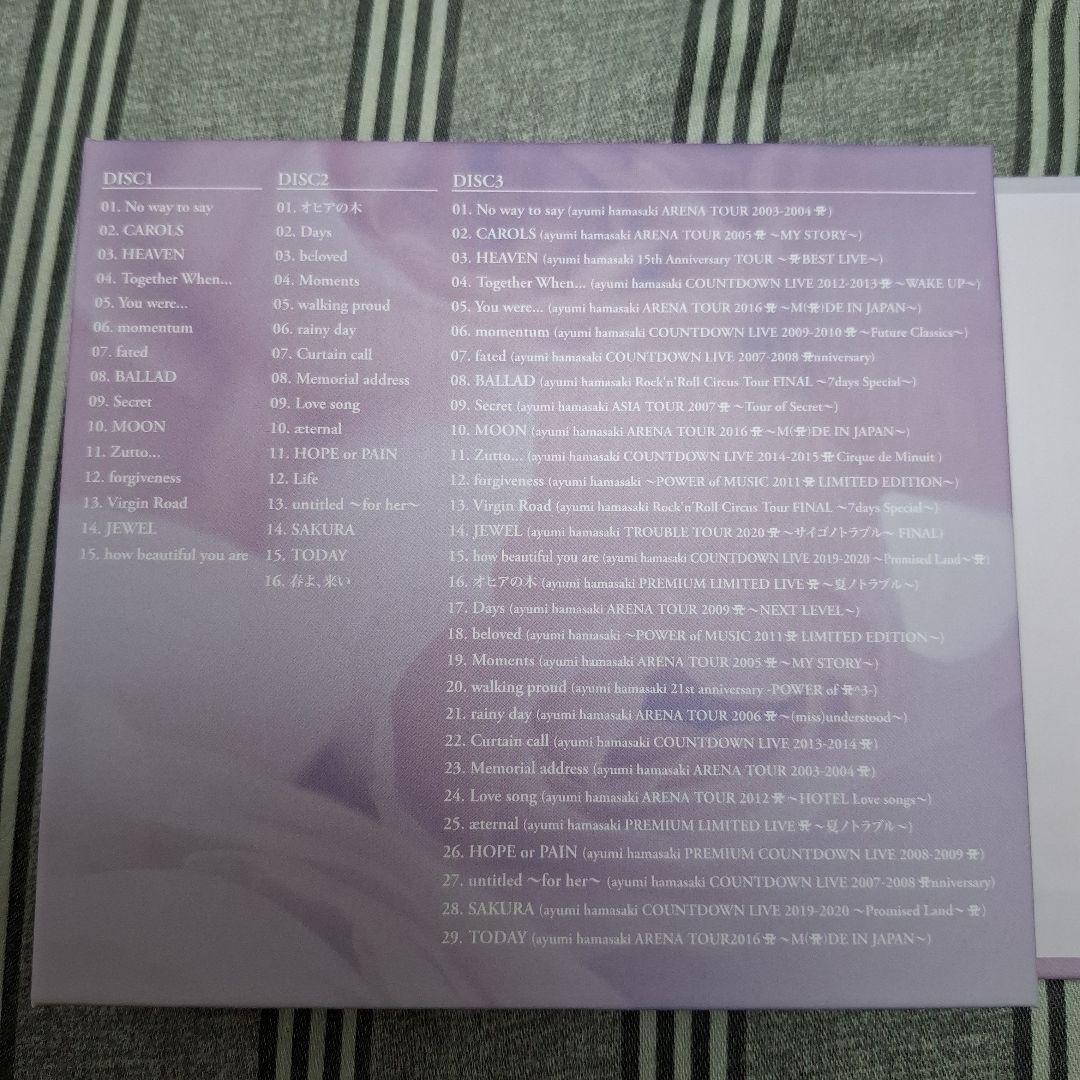 DISC1
01. No way to say
02. CAROLS
03. HEAVEN
04. Together When...
05. You were...
06. momentum
07. fated
08. BALLAD
09. Secret
10. MOON
11. Zutto...
12. forgiveness
13. Virgin Road
14. JEWEL
15. how beautiful you are
DISC2
01. オヒアの木
02. Days
03. beloved
04. Moments
05. walking proud
06. rainy day
07. Curtain call
08. Memorial address
09. Love song
10. æternal
11. HOPE or PAIN
12. Life
13. untitled ～for her～
14. SAKURA
15. TODAY
16. 春よ、来い
DISC3
01. No way to say (ayumi hamasaki ARENA TOUR 2003-2004 A)
02. CAROLS (ayumi hamasaki ARENA TOUR 2005 A ～MY STORY～)
03. HEAVEN (ayumi hamasaki 15th Anniversary TOUR ～A BEST LIVE～)
04. Together When... (ayumi hamasaki COUNTDOWN LIVE 2012-2013 A ～WAKE UP～)
05. You were... (ayumi hamasaki ARENA TOUR 2016 A ～M(A)DE IN JAPAN～)
06. momentum (ayumi hamasaki COUNTDOWN LIVE 2009-2010 A ～Future Classics～)
07. fated (ayumi hamasaki COUNTDOWN LIVE 2007-2008 Anniversary)
08. BALLAD (ayumi hamasaki Rock'n'Roll Circus Tour FINAL ～7days Special～)
09. Secret (ayumi hamasaki ASIA TOUR 2007 A ～Tour of Secret～)
10. MOON (ayumi hamasaki ARENA TOUR 2016 A ～M(A)DE IN JAPAN～)
11. Zutto... (ayumi hamasaki COUNTDOWN LIVE 2014-2015 A Cirque de Minuit )
12. forgiveness (ayumi hamasaki ～POWER of MUSIC 2011 A LIMITED EDITION～)
13. Virgin Road (ayumi hamasaki Rock'n'Roll Circus Tour FINAL ～7days Special～)
14. JEWEL (ayumi hamasaki TROUBLE TOUR 2020 A ～サイゴノトラブル～ FINAL)
15. how beautiful you are (ayumi hamasaki COUNTDOWN LIVE 2019-2020 ～Promised Land～ A)
16. オヒアの木 (ayumi hamasaki PREMIUM LIMITED LIVE A ～夏ノトラブル～)
17. Days (ayumi hamasaki ARENA TOUR 2009 A ～NEXT LEVEL～)
18. beloved (ayumi hamasaki ～POWER of MUSIC 2011 A LIMITED EDITION～)
19. Moments (ayumi hamasaki ARENA TOUR 2005 A ～MY STORY～)
20. walking proud (ayumi hamasaki 21st anniversary -POWER of A^3-)
21. rainy day (ayumi hamasaki ARENA TOUR 2006 A ～(miss)understood～)
22. Curtain call (ayumi hamasaki COUNTDOWN LIVE 2013-2014 A)
23. Memorial address (ayumi hamasaki ARENA TOUR 2003-2004 A)
24. Love song (ayumi hamasaki ARENA TOUR 2012 A ～HOTEL Love songs～)
25. æternal (ayumi hamasaki PREMIUM LIMITED LIVE A ～夏ノトラブル～)
26. HOPE or PAIN (ayumi hamasaki PREMIUM COUNTDOWN LIVE 2008-2009 A)
27. untitled ～for her～ (ayumi hamasaki COUNTDOWN LIVE 2007-2008 Anniversary)
28. SAKURA (ayumi hamasaki COUNTDOWN LIVE 2019-2020 ～Promised Land～ A)
29. TODAY (ayumi hamasaki ARENA TOUR2016 A ～M(A)DE IN JAPAN～)